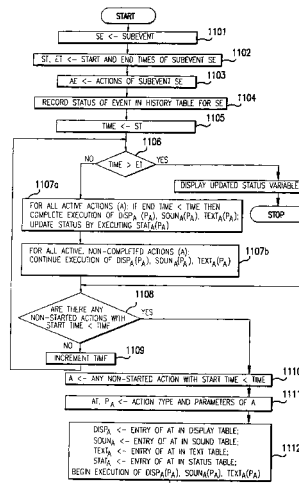 START
SE <- SUBEVENT
1101
ST, ET <- START AND END TIMES OF SUBEVENT SE
1102
AE <- ACTIONS OF SUBEVENT SE
1103
RECORD STATUS OF EVENT IN HISTORY TABLE FOR SE
1104
TIME <- ST
1105
1106
TIME > ET
NO
YES
DISPLAY UPDATED STATUS VARIABLE
STOP
1107a
FOR ALL ACTIVE ACTIONS (A): IF END TIME < TIME THEN
COMPLETE EXECUTION OF DISPA (PA), SOUNA(PA), TEXTA(PA);
UPDATE STATUS BY EXECUTING STATA(PA)
1107b
FOR ALL ACTIVE, NON-COMPLETED ACTIONS (A):
CONTINUE EXECUTION OF DISPA(PA), SOUNA(PA), TEXTA(PA)
1108
ARE THERE ANY
NON-STARTED ACTIONS WITH
START TIME < TIME
YES
NO
1109
INCREMENT TIME
A <- ANY NON-STARTED ACTION WITH START TIME < TIME
1110
AT, PA <- ACTION TYPE AND PARAMETERS OF A
1111
DISPA <- ENTRY OF AT IN DISPLAY TABLE;
SOUNA <- ENTRY OF AT IN SOUND TABLE;
TEXTA <- ENTRY OF AT IN TEXT TABLE;
STATA <- ENTRY OF AT IN STATUS TABLE;
BEGIN EXECUTION OF DISPA(PA), SOUNA(PA), TEXTA(PA)
1112